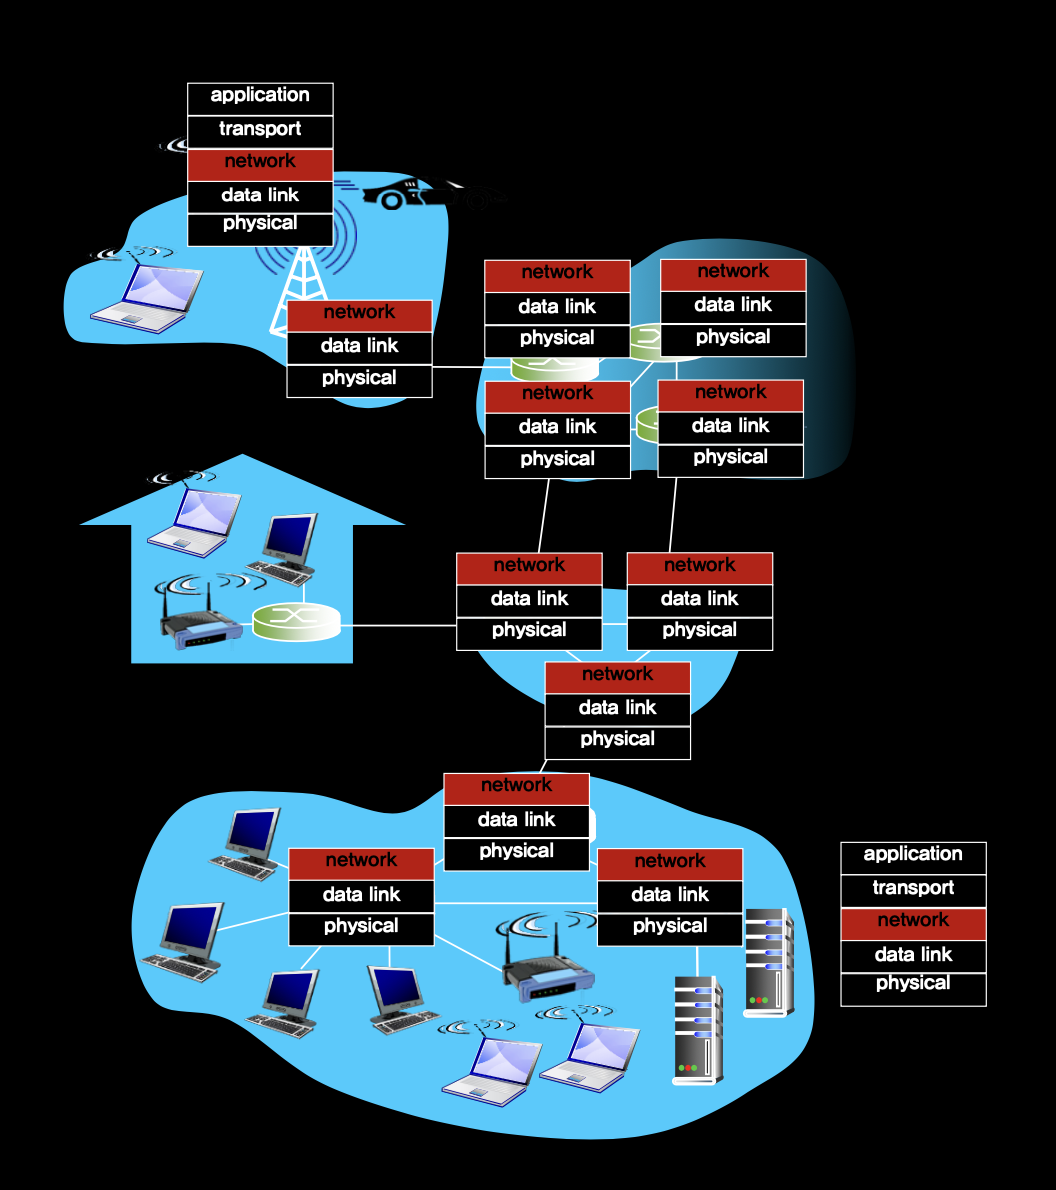 application
transport
network
data link
physical
network
data link
physical
network
data link
physical
network
data link
physical
network
data link
physical
network
data link
physical
network
data link
physical
network
data link
physical
network
data link
physical
network
data link
physical
network
data link
physical
network
data link
physical
application
transport
network
data link
physical